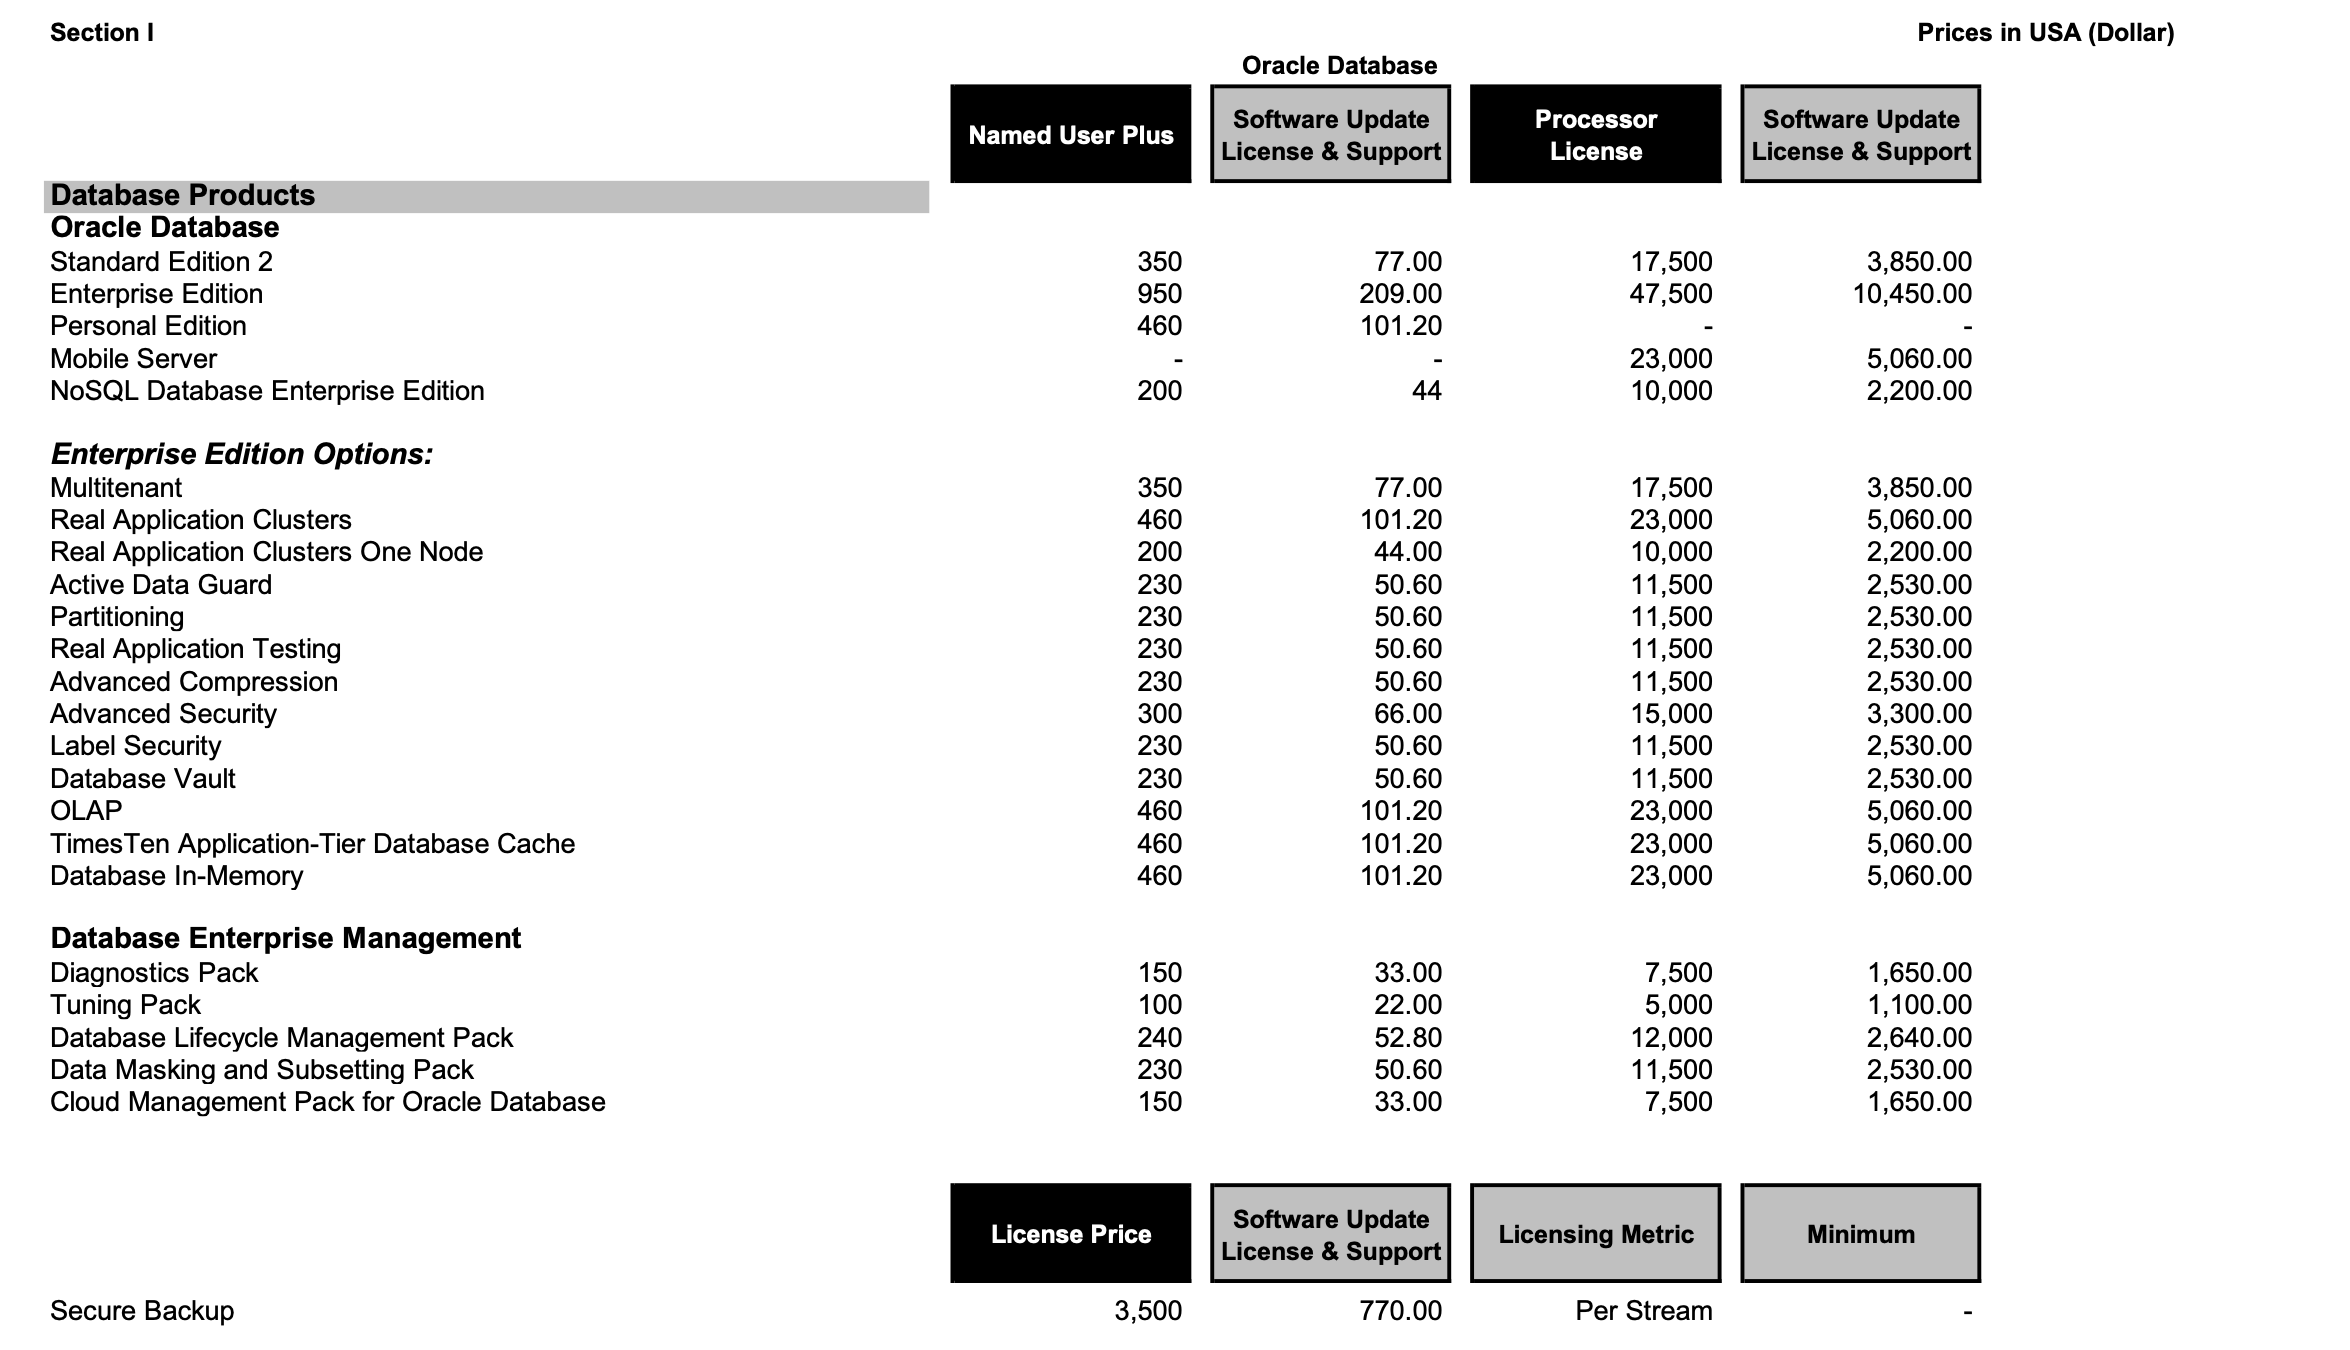 Section I Prices in USA (Dollar)
Oracle Database
Named User Plus Software Update License & Support Processor License Software Update License & Support
Database Products
Oracle Database
Standard Edition 2 350 77.00 17,500 3,850.00
Enterprise Edition 950 209.00 47,500 10,450.00
Personal Edition 460 101.20 - -
Mobile Server - - 23,000 5,060.00
NoSQL Database Enterprise Edition 200 44 10,000 2,200.00
Enterprise Edition Options:
Multitenant 350 77.00 17,500 3,850.00
Real Application Clusters 460 101.20 23,000 5,060.00
Real Application Clusters One Node 200 44.00 10,000 2,200.00
Active Data Guard 230 50.60 11,500 2,530.00
Partitioning 230 50.60 11,500 2,530.00
Real Application Testing 230 50.60 11,500 2,530.00
Advanced Compression 230 50.60 11,500 2,530.00
Advanced Security 300 66.00 15,000 3,300.00
Label Security 230 50.60 11,500 2,530.00
Database Vault 230 50.60 11,500 2,530.00
OLAP 460 101.20 23,000 5,060.00
TimesTen Application-Tier Database Cache 460 101.20 23,000 5,060.00
Database In-Memory 460 101.20 23,000 5,060.00
Database Enterprise Management
Diagnostics Pack 150 33.00 7,500 1,650.00
Tuning Pack 100 22.00 5,000 1,100.00
Database Lifecycle Management Pack 240 52.80 12,000 2,640.00
Data Masking and Subsetting Pack 230 50.60 11,500 2,530.00
Cloud Management Pack for Oracle Database 150 33.00 7,500 1,650.00
License Price Software Update License & Support Licensing Metric Minimum
Secure Backup 3,500 770.00 Per Stream -